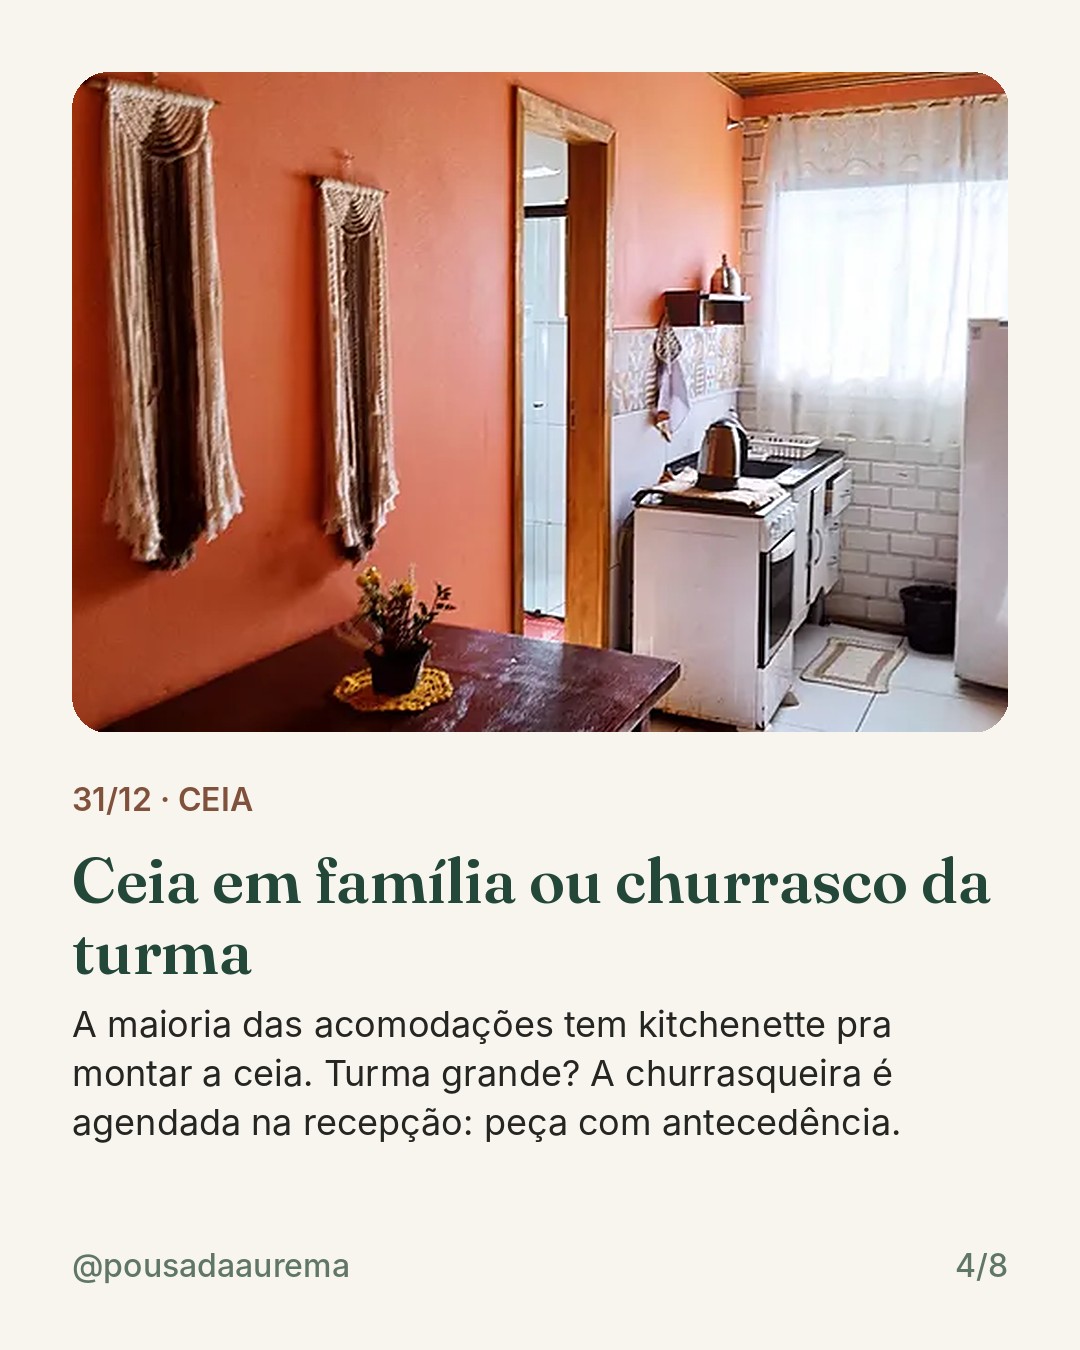 31/12 · CEIA
Ceia em família ou churrasco da
turma
A maioria das acomodações tem kitchenette pra
montar a ceia. Turma grande? A churrasqueira é
agendada na recepção: peça com antecedência.
@pousadaaurema
4/8